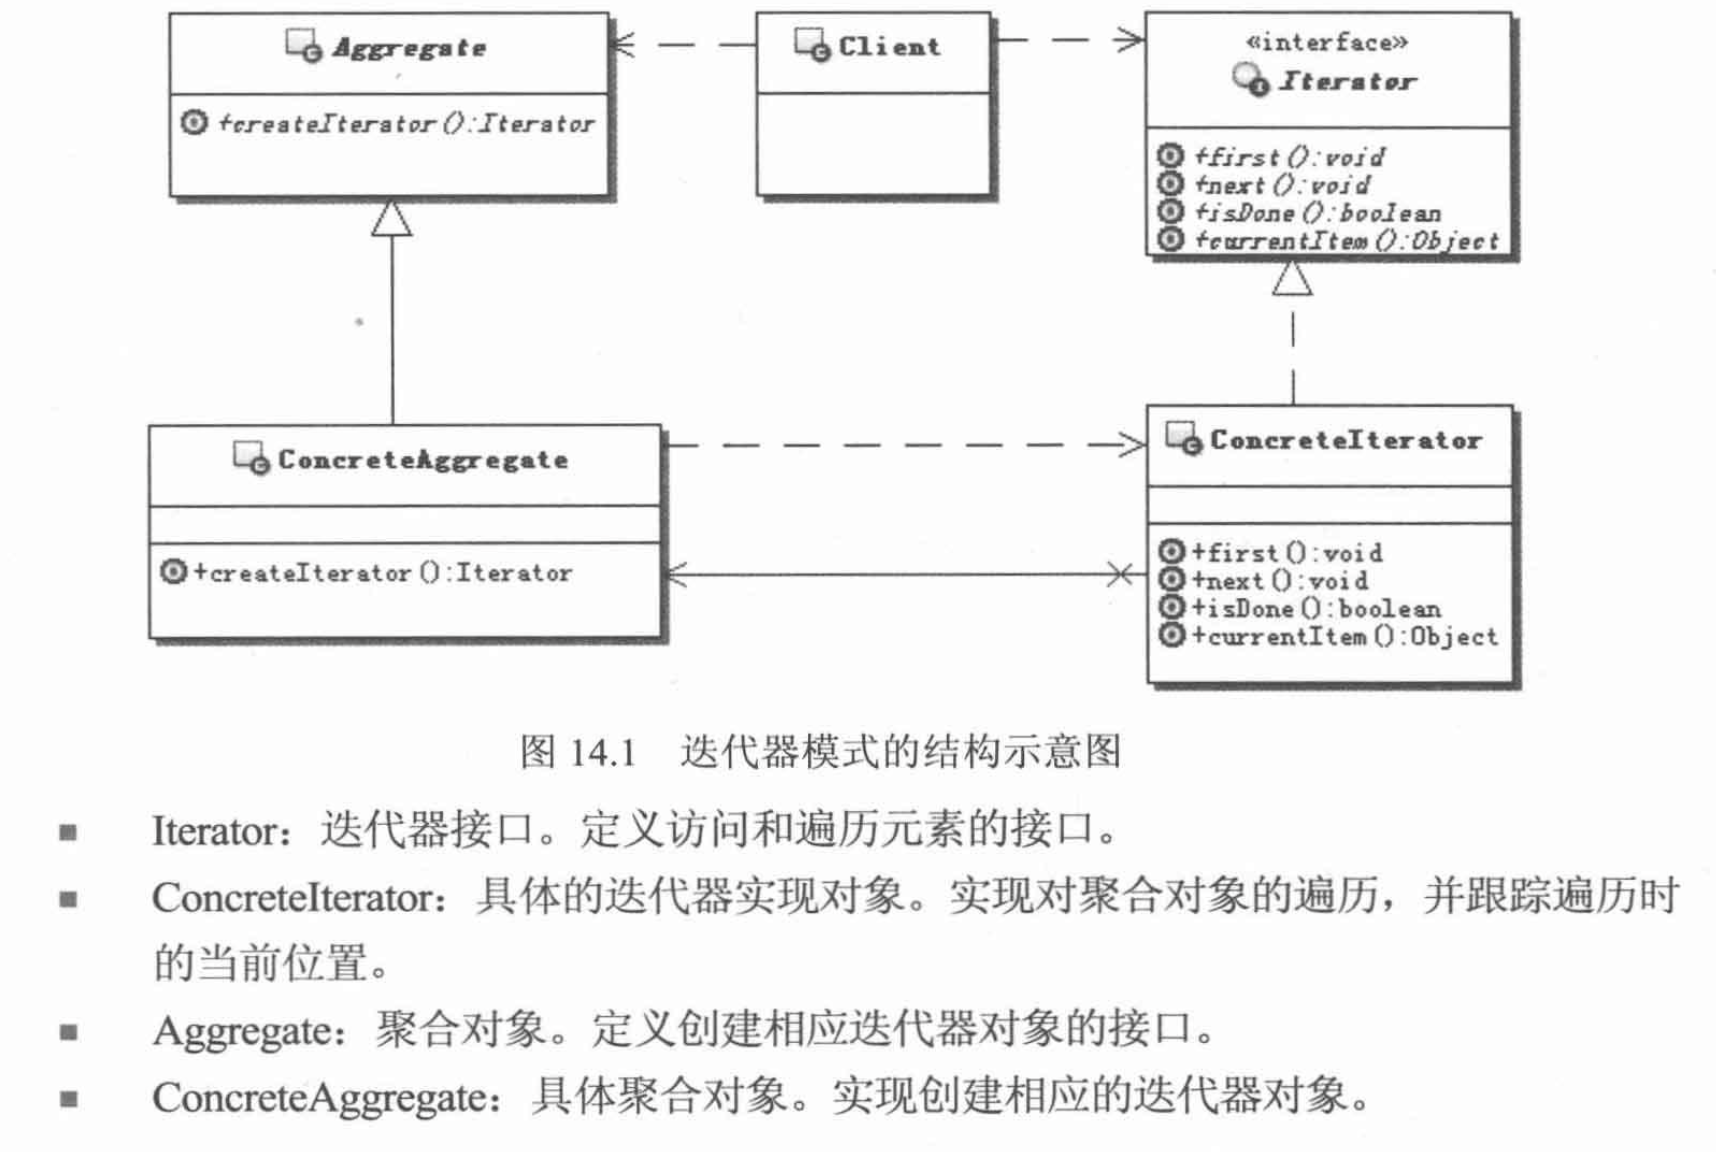 Aggregate
+createIterator():Iterator
Client
«interface»
Iterator
+first():void
+next():void
+isDone():boolean
+currentItem():Object
ConcreteAggregate
+createIterator():Iterator
ConcreteIterator
+first():void
+next():void
+isDone():boolean
+currentItem():Object
图 14.1 迭代器模式的结构示意图
■ Iterator：迭代器接口。定义访问和遍历元素的接口。
■ ConcreteIterator：具体的迭代器实现对象。实现对聚合对象的遍历，并跟踪遍历时
的当前位置。
■ Aggregate：聚合对象。定义创建相应迭代器对象的接口。
■ ConcreteAggregate：具体聚合对象。实现创建相应的迭代器对象。